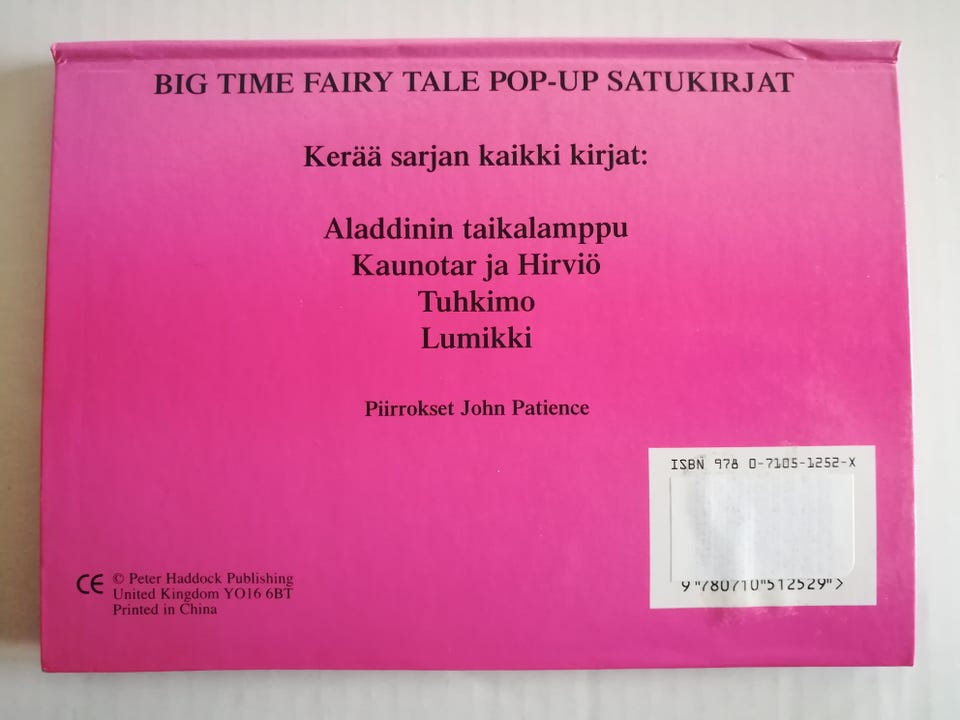 BIG TIME FAIRY TALE POP-UP SATUKIRJAT
Kerää sarjan kaikki kirjat:
Aladdinin taikalamppu
Kaunotar ja Hirviö
Tuhkimo
Lumikki
Piirrokset John Patience
ISBN 978 0-7105-1252-X
9"780710"512529">
CE © Peter Haddock Publishing
United Kingdom YO16 6BT
Printed in China